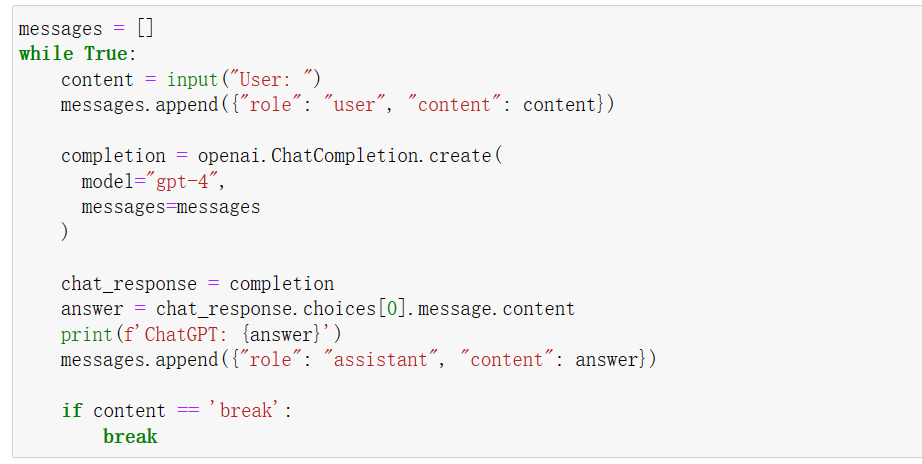 messages = []
while True:
    content = input("User: ")
    messages.append({"role": "user", "content": content})

    completion = openai.ChatCompletion.create(
      model="gpt-4",
      messages=messages
    )

    chat_response = completion
    answer = chat_response.choices[0].message.content
    print(f'ChatGPT: {answer}')
    messages.append({"role": "assistant", "content": answer})

    if content == 'break':
        break